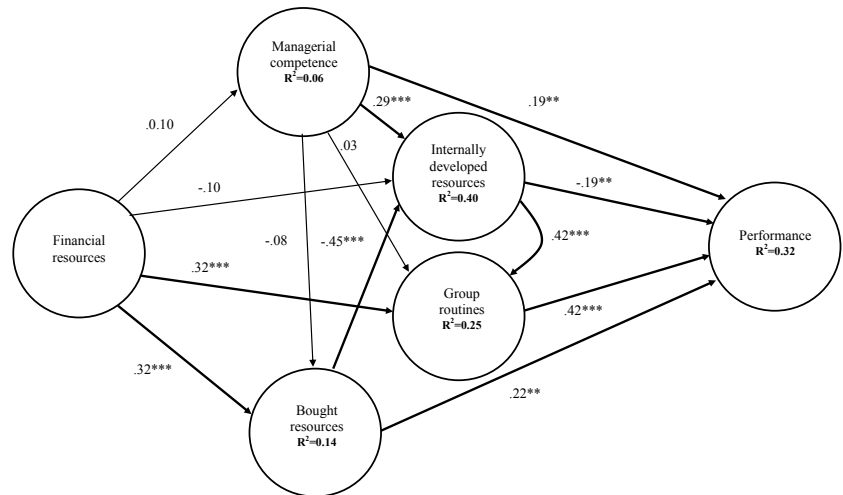 Managerial
competence
R²=0.06
.19**
.29***
.0.10
.03
Internally
developed
resources
R²=0.40
-.10
-.19**
Financial
resources
-.08
-.45***
.42***
Performance
R²=0.32
.32***
Group
routines
R²=0.25
.42***
.32***
.22**
Bought
resources
R²=0.14